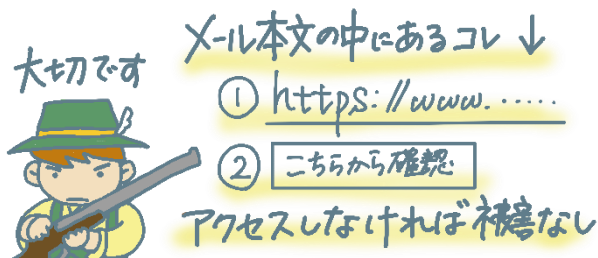 大切です
メール本文の中にあるコレ↓
① https://www.‥‥‥
② こちらから確認
アクセスしなければ被害なし